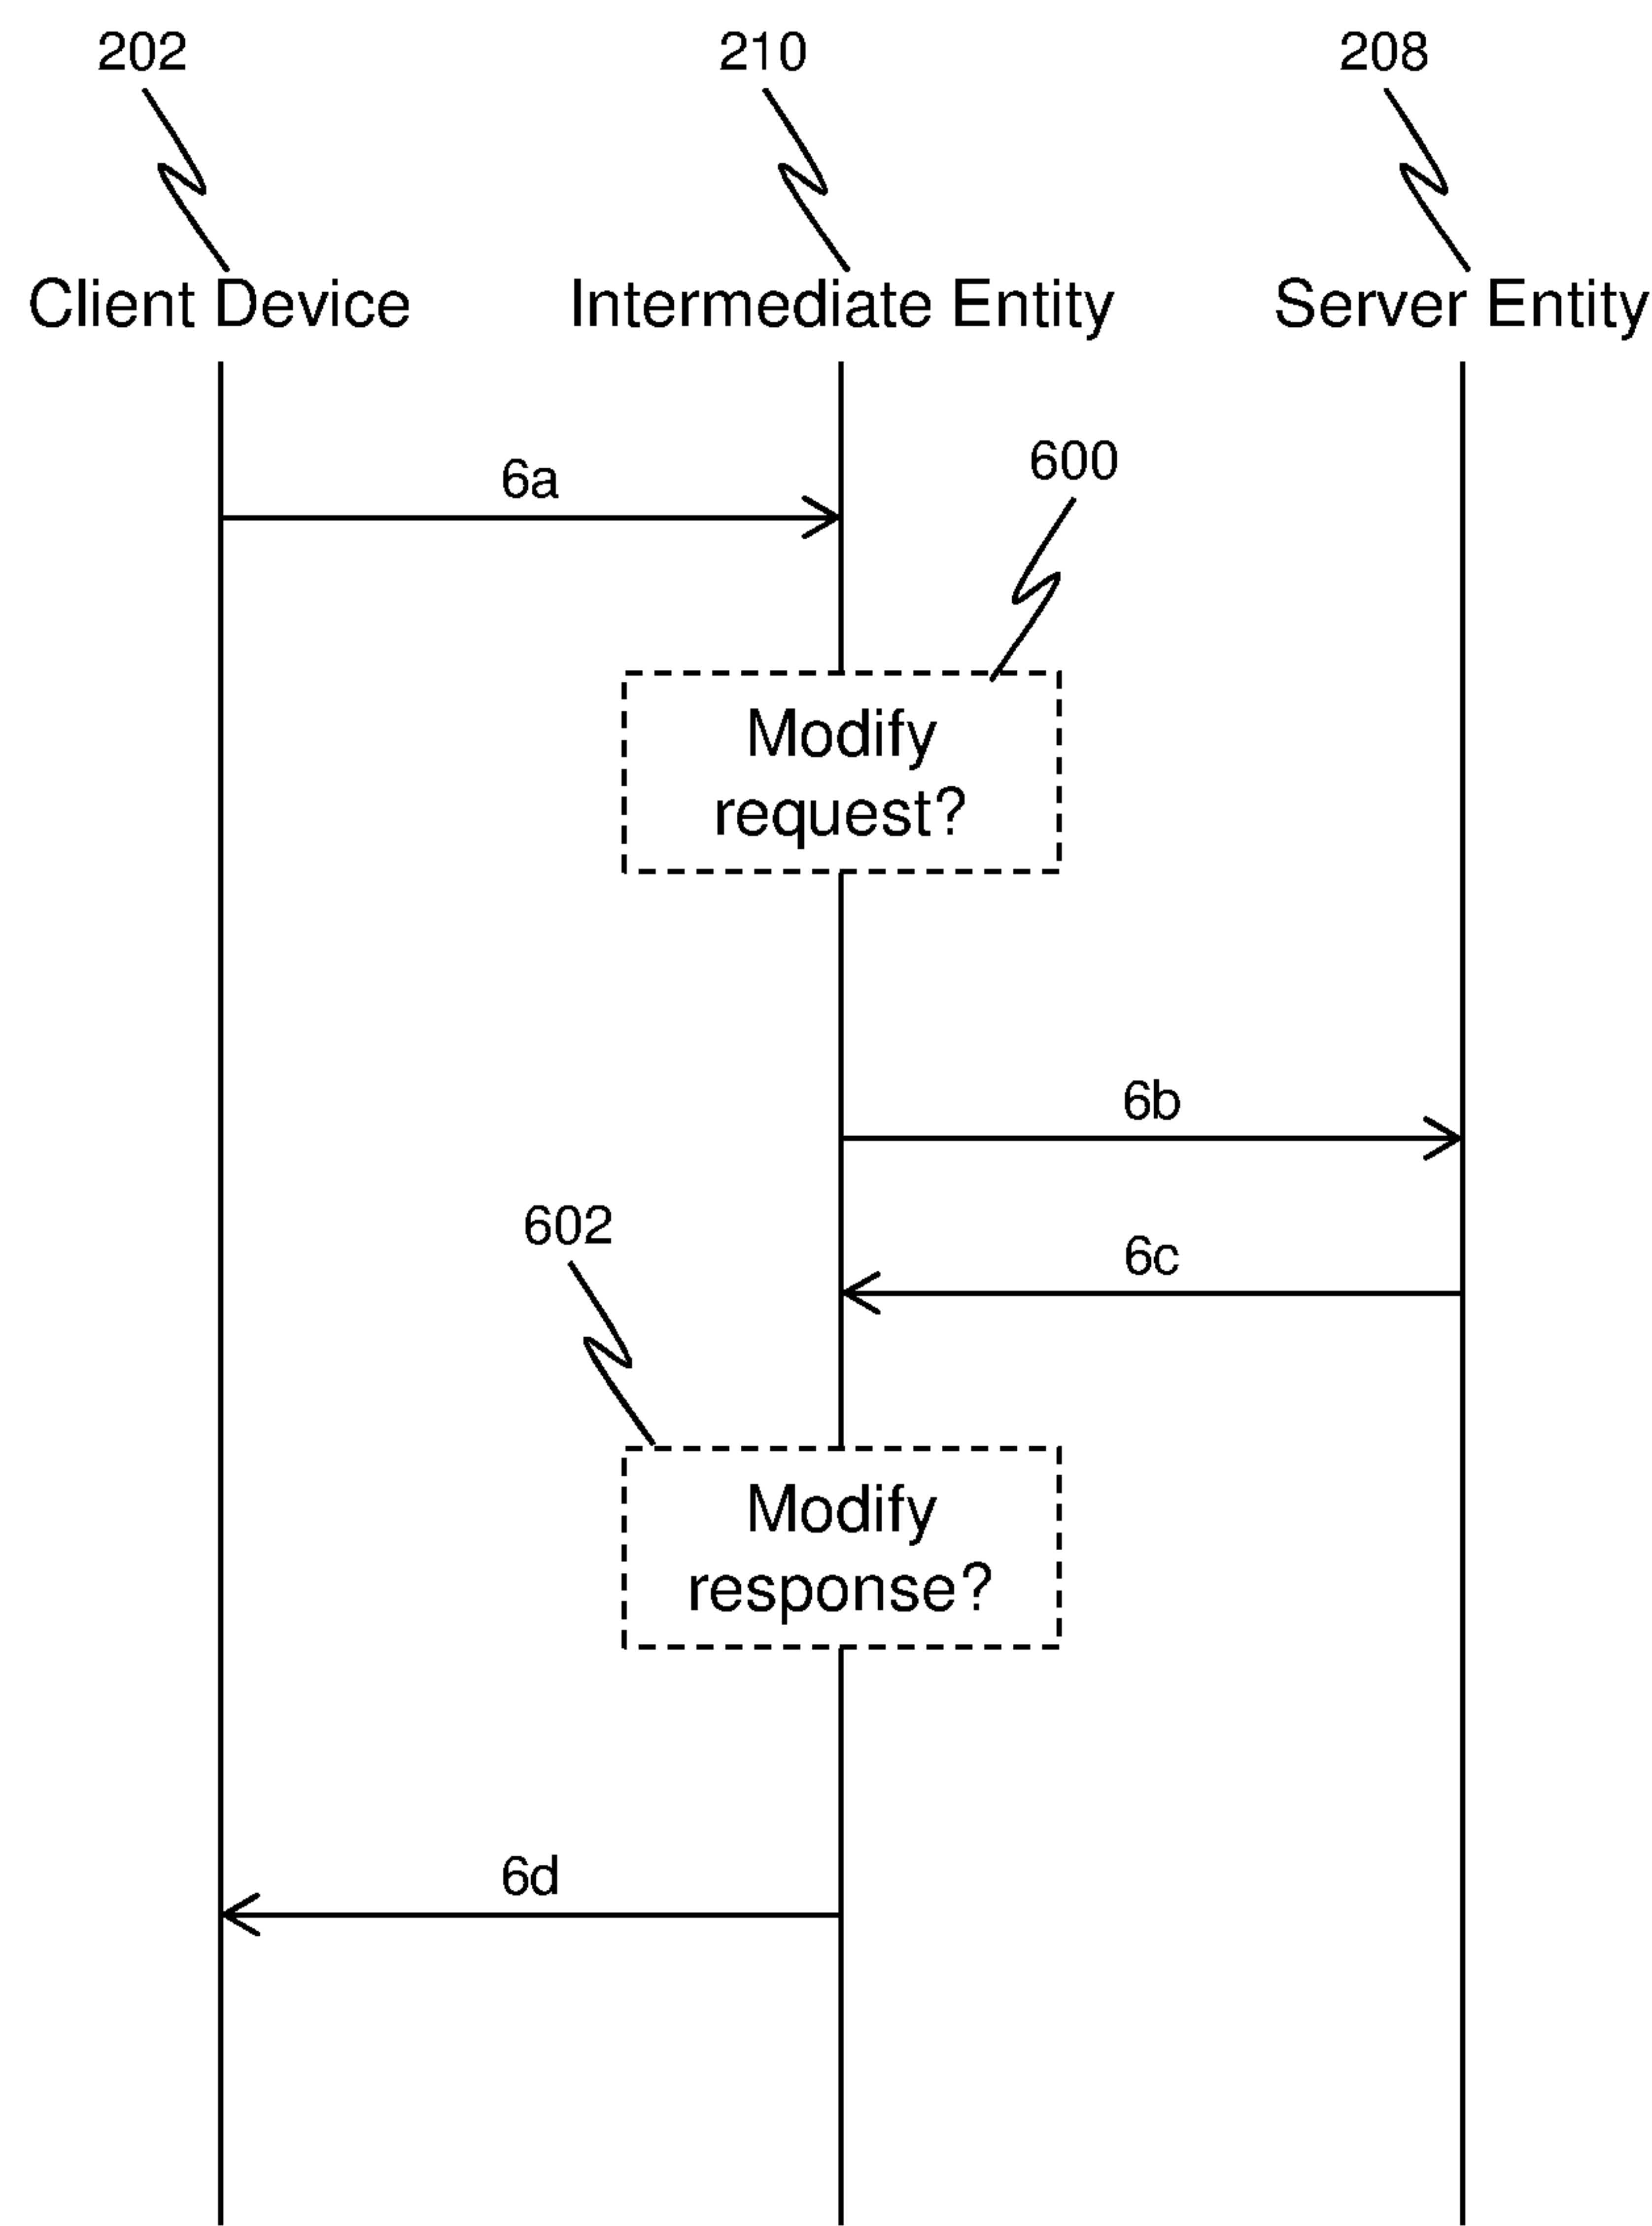 202
210
208
Client Device
Intermediate Entity
Server Entity
6a
600
Modify
request?
6b
602
6c
Modify
response?
6d